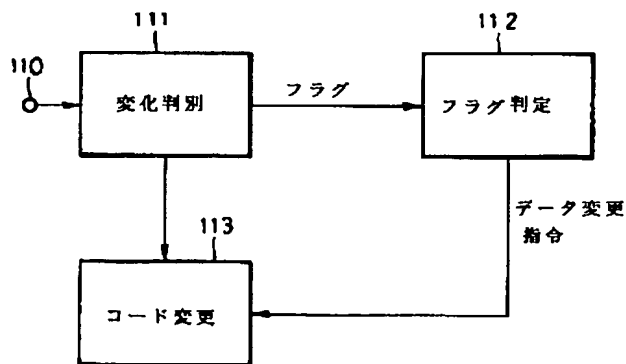 111
112
110
変化判別
フラグ
フラグ判定
データ変更
指令
113
コード変更